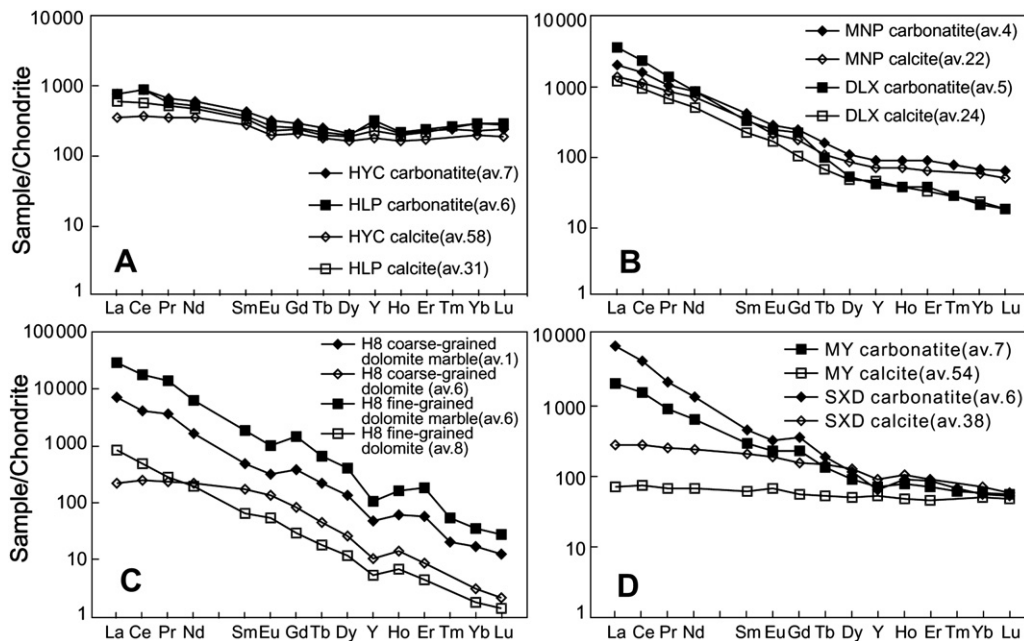 10000
1000
100
10
1
Sample/Chondrite
HYC carbonatite(av.7)
HLP carbonatite(av.6)
HYC calcite(av.58)
HLP calcite(av.31)
A
La Ce Pr Nd Sm Eu Gd Tb Dy Y Ho Er Tm Yb Lu
10000
1000
100
10
1
MNP carbonatite(av.4)
MNP calcite(av.22)
DLX carbonatite(av.5)
DLX calcite(av.24)
B
La Ce Pr Nd Sm Eu Gd Tb Dy Y Ho Er Tm Yb Lu
100000
10000
1000
100
10
1
Sample/Chondrite
H8 coarse-grained
dolomite marble(av.1)
H8 coarse-grained
dolomite (av.6)
H8 fine-grained
dolomite marble(av.6)
H8 fine-grained
dolomite (av.8)
C
La Ce Pr Nd Sm Eu Gd Tb Dy Y Ho Er Tm Yb Lu
10000
1000
100
10
1
MY carbonatite(av.7)
MY calcite(av.54)
SXD carbonatite(av.6)
SXD calcite(av.38)
D
La Ce Pr Nd Sm Eu Gd Tb Dy Y Ho Er Tm Yb Lu